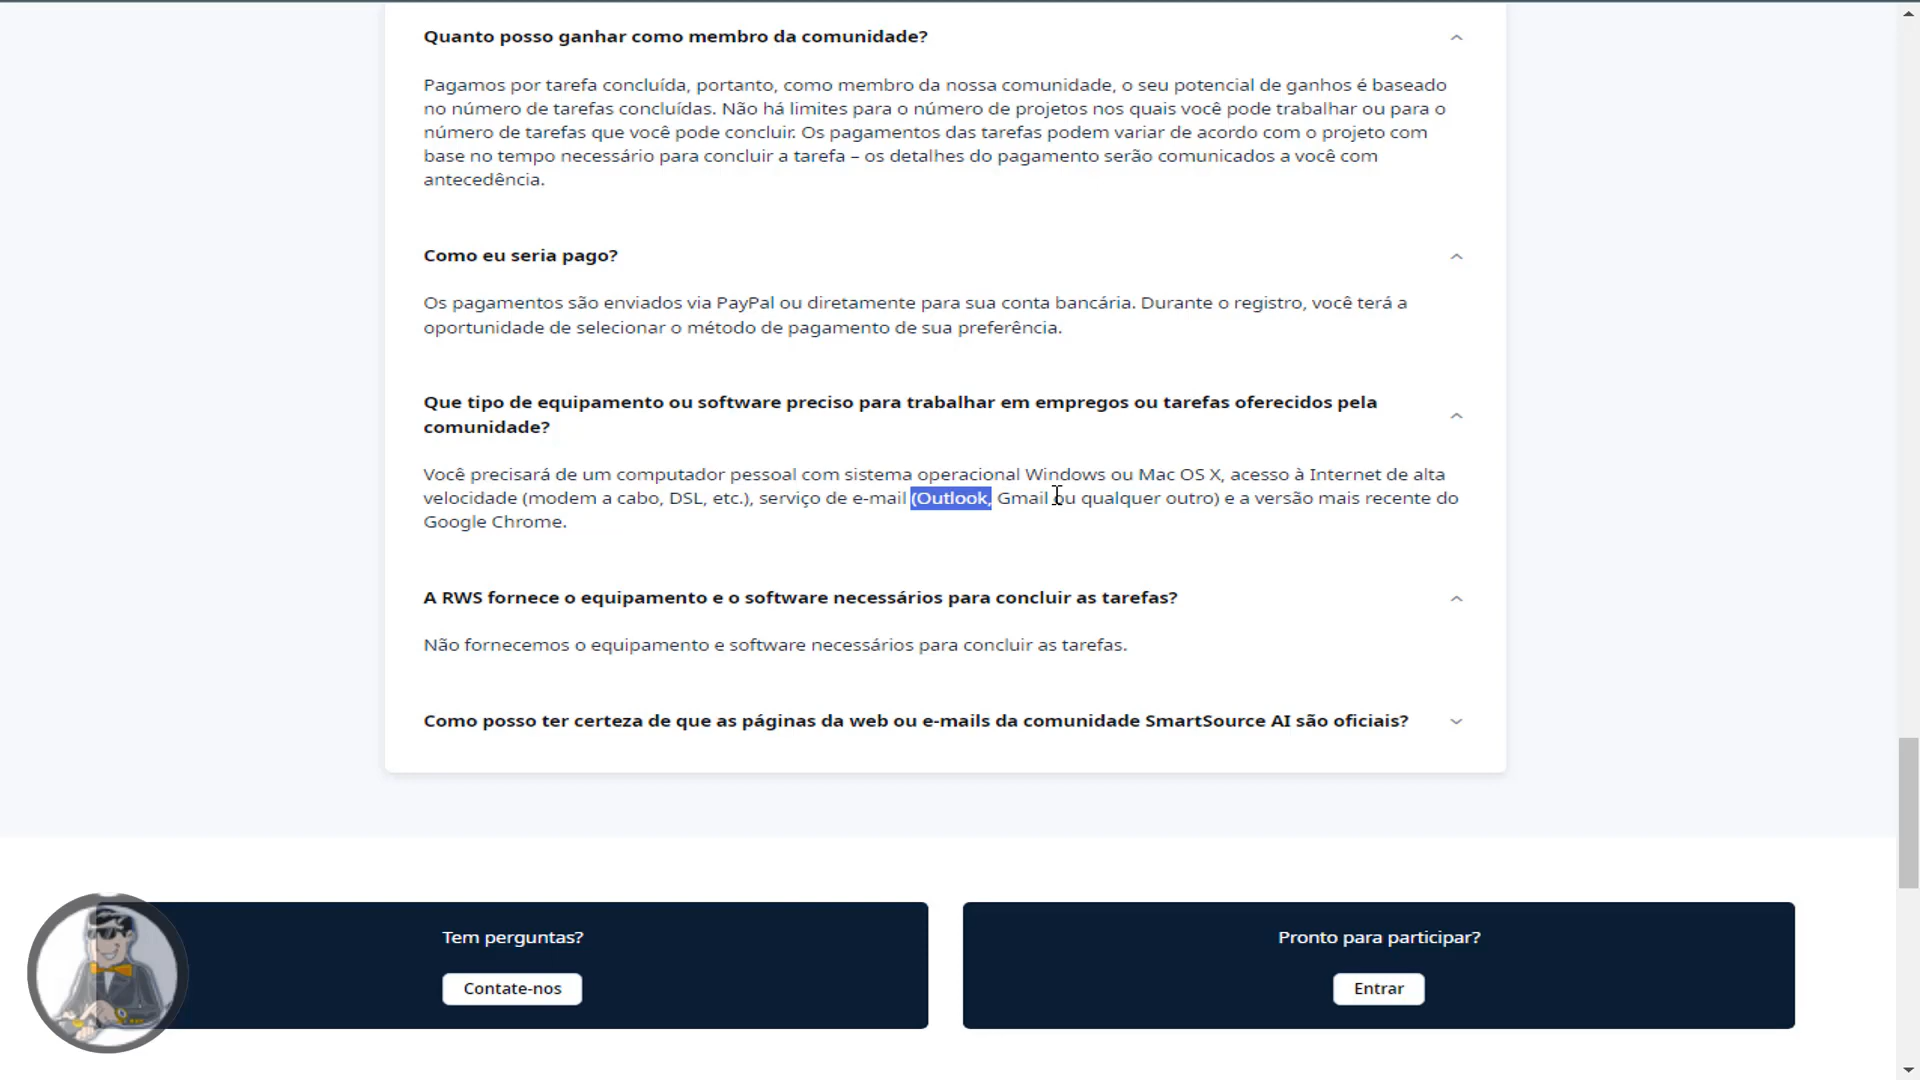 Quanto posso ganhar como membro da comunidade?
Pagamos por tarefa concluída, portanto, como membro da nossa comunidade, o seu potencial de ganhos é baseado
no número de tarefas concluídas. Não há limites para o número de projetos nos quais você pode trabalhar ou para o
número de tarefas que você pode concluir. Os pagamentos das tarefas podem variar de acordo com o projeto com
base no tempo necessário para concluir a tarefa – os detalhes do pagamento serão comunicados a você com
antecedência.
Como eu seria pago?
Os pagamentos são enviados via PayPal ou diretamente para sua conta bancária. Durante o registro, você terá a
oportunidade de selecionar o método de pagamento de sua preferência.
Que tipo de equipamento ou software preciso para trabalhar em empregos ou tarefas oferecidos pela
comunidade?
Você precisará de um computador pessoal com sistema operacional Windows ou Mac OS X, acesso à Internet de alta
velocidade (modem a cabo, DSL, etc.), serviço de e-mail (Outlook, Gmail ou qualquer outro) e a versão mais recente do
Google Chrome.
A RWS fornece o equipamento e o software necessários para concluir as tarefas?
Não fornecemos o equipamento e software necessários para concluir as tarefas.
Como posso ter certeza de que as páginas da web ou e-mails da comunidade SmartSource AI são oficiais?
Tem perguntas?
Contate-nos
Pronto para participar?
Entrar